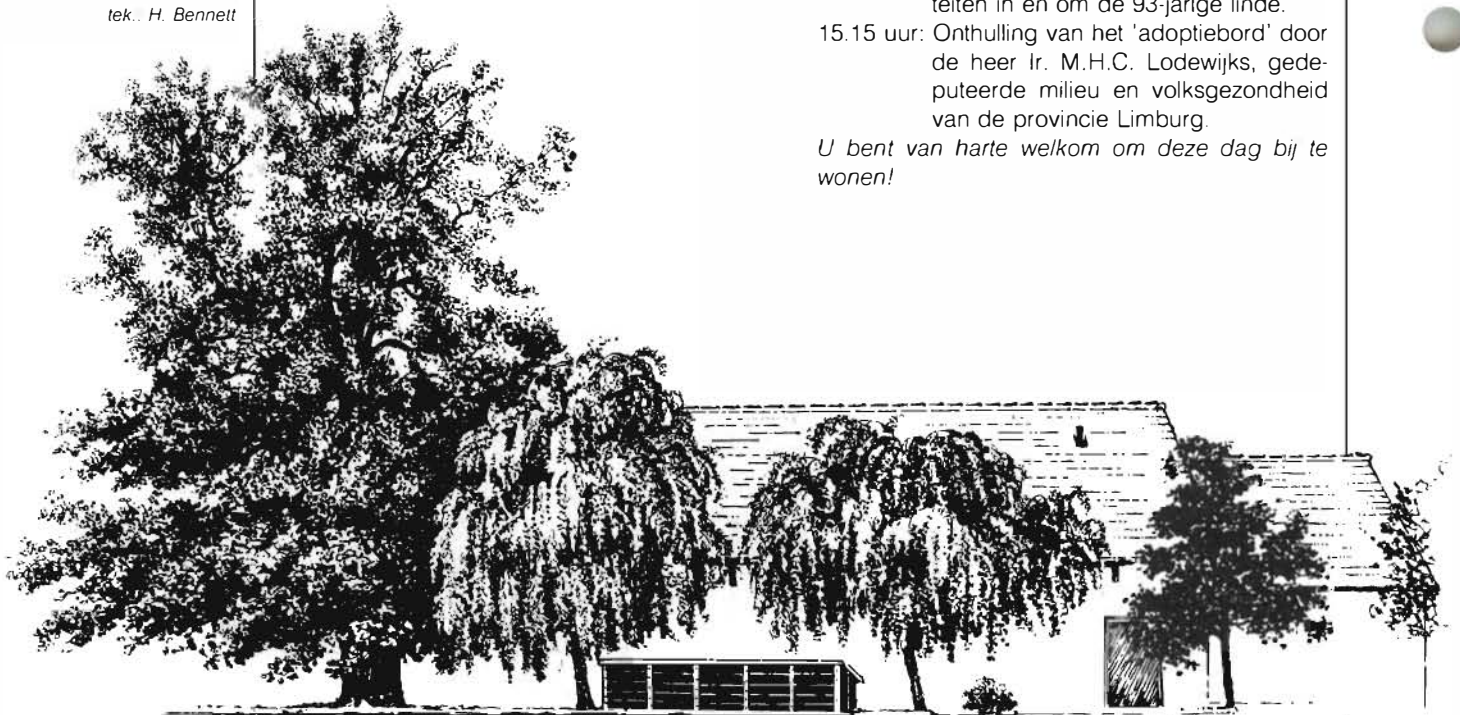 tek.. H. Bennett
teiten in en om de 93-jarige linde.
15.15 uur: Onthulling van het 'adoptiebord' door
de heer Ir. M.H.C. Lodewijks, gede-
puteerde milieu en volksgezondheid
van de provincie Limburg.
U bent van harte welkom om deze dag bij te
wonen!